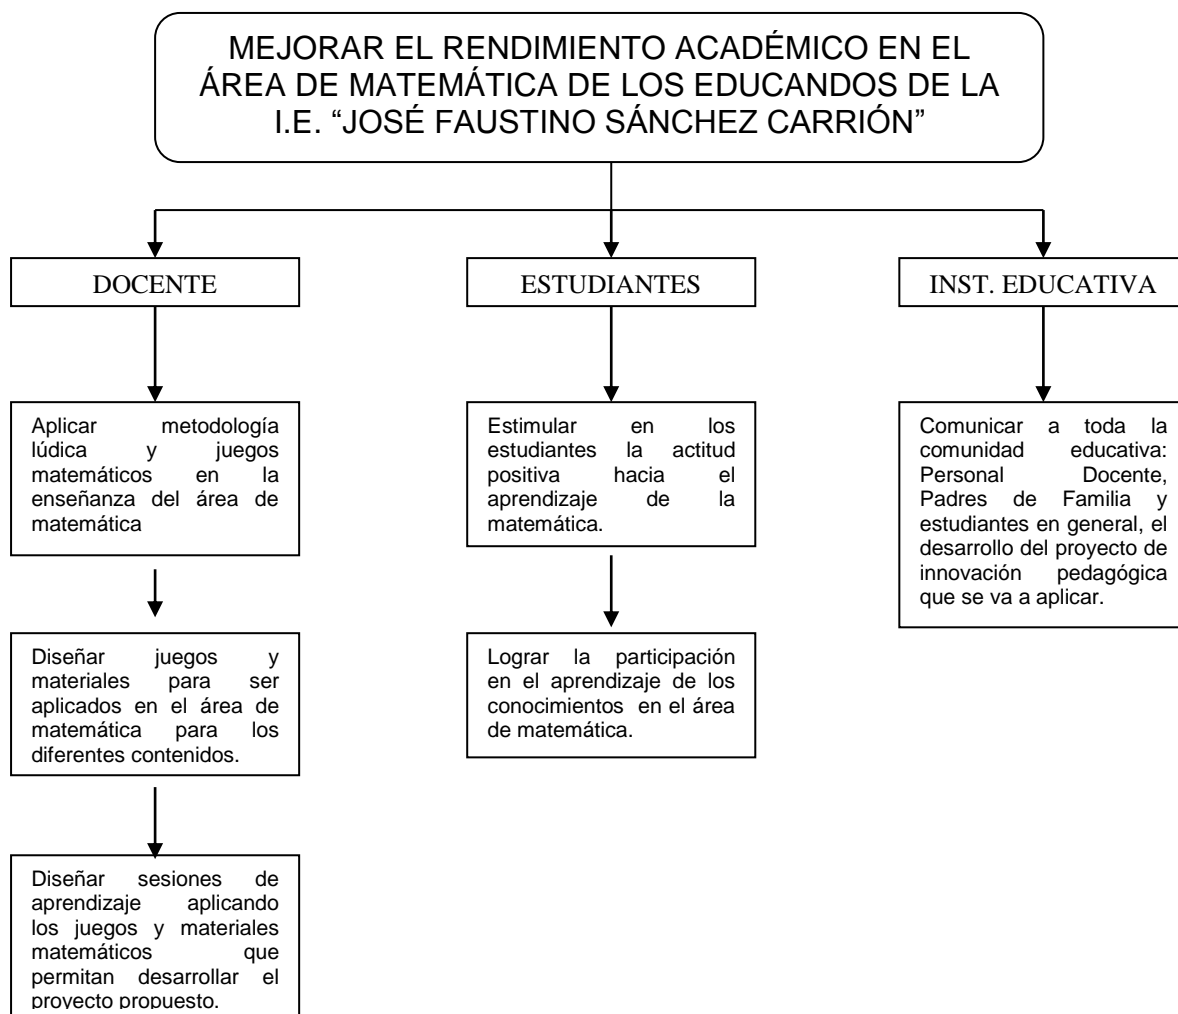 MEJORAR EL RENDIMIENTO ACADÉMICO EN EL
ÁREA DE MATEMÁTICA DE LOS EDUCANDOS DE LA
I.E. “JOSÉ FAUSTINO SÁNCHEZ CARRIÓN”
DOCENTE
ESTUDIANTES
INST. EDUCATIVA
Aplicar metodología
lúdica y juegos
matemáticos en la
enseñanza del área de
matemática
Estimular en los
estudiantes la actitud
positiva hacia el
aprendizaje de la
matemática.
Comunicar a toda la
comunidad educativa:
Personal Docente,
Padres de Familia y
estudiantes en general, el
desarrollo del proyecto de
innovación pedagógica
que se va a aplicar.
Diseñar juegos y
materiales para ser
aplicados en el área de
matemática para los
diferentes contenidos.
Lograr la participación
en el aprendizaje de los
conocimientos en el área
de matemática.
Diseñar sesiones de
aprendizaje aplicando
los juegos y materiales
matemáticos que
permitan desarrollar el
proyecto propuesto.